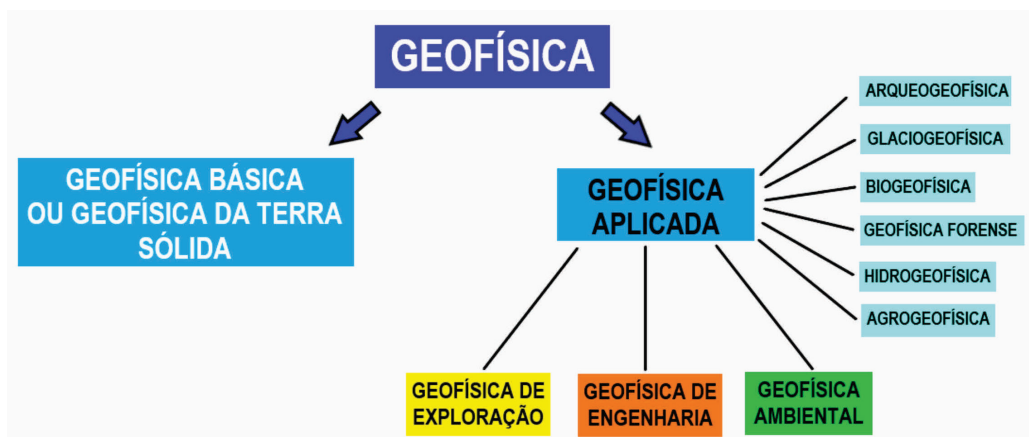 GEOFÍSICA
GEOFÍSICA BÁSICA
OU GEOFÍSICA DA TERRA
SÓLIDA
GEOFÍSICA
APLICADA
ARQUEOGEOFÍSICA
GLACIOGEOFÍSICA
BIOGEOFÍSICA
GEOFÍSICA FORENSE
HIDROGEOFÍSICA
AGROGEOFÍSICA
GEOFÍSICA DE
EXPLORAÇÃO
GEOFÍSICA DE
ENGENHARIA
GEOFÍSICA
AMBIENTAL